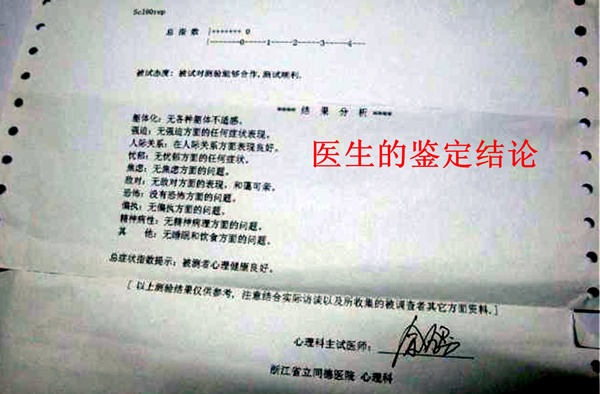 Scl90rep
总 指 数 |******* 0
|------0-----1-----2-----3-----4---
被试态度: 被试对测验能够合作,测试顺利.
**** 结 果 分 析 ****
躯体化: 无各种躯体不适感。
强迫: 无强迫方面的任何症状表现。
人际关系: 在人际关系方面表现良好。
忧郁: 无忧郁方面的任何症状。
焦虑: 无焦虑方面的问题。
敌对: 无敌对方面的表现, 和蔼可亲。
恐怖: 没有恐怖方面的问题。
偏执: 无偏执方面的问题。
精神病性: 无精神病理方面的问题。
其 他: 无睡眠和饮食方面的问题。
医生的鉴定结论
总症状指数提示: 被测者心理健康良好。
[ 以上测验结果仅供参考, 注意结合实际访谈以及所收集的被调查者其它方面资料.]
心理科主试医师:
浙江省立同德医院 心理科